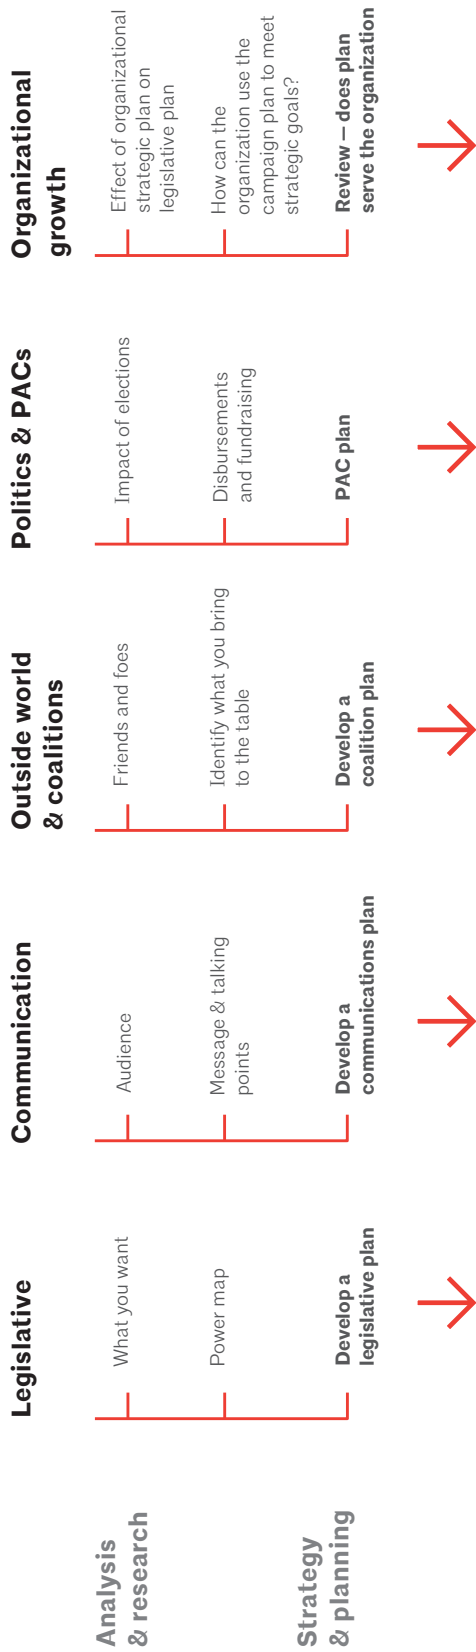 Legislative
Communication
Outside world
& coalitions
Politics & PACs
Organizational
growth
Analysis
& research
What you want
Audience
Friends and foes
Impact of elections
Effect of organizational
strategic plan on
legislative plan
Power map
Message & talking
points
Identify what you bring
to the table
Disbursements
and fundraising
How can the
organization use the
campaign plan to meet
strategic goals?
Strategy
& planning
Develop a
legislative plan
Develop a
communications plan
Develop a
coalition plan
PAC plan
Review – does plan
serve the organization